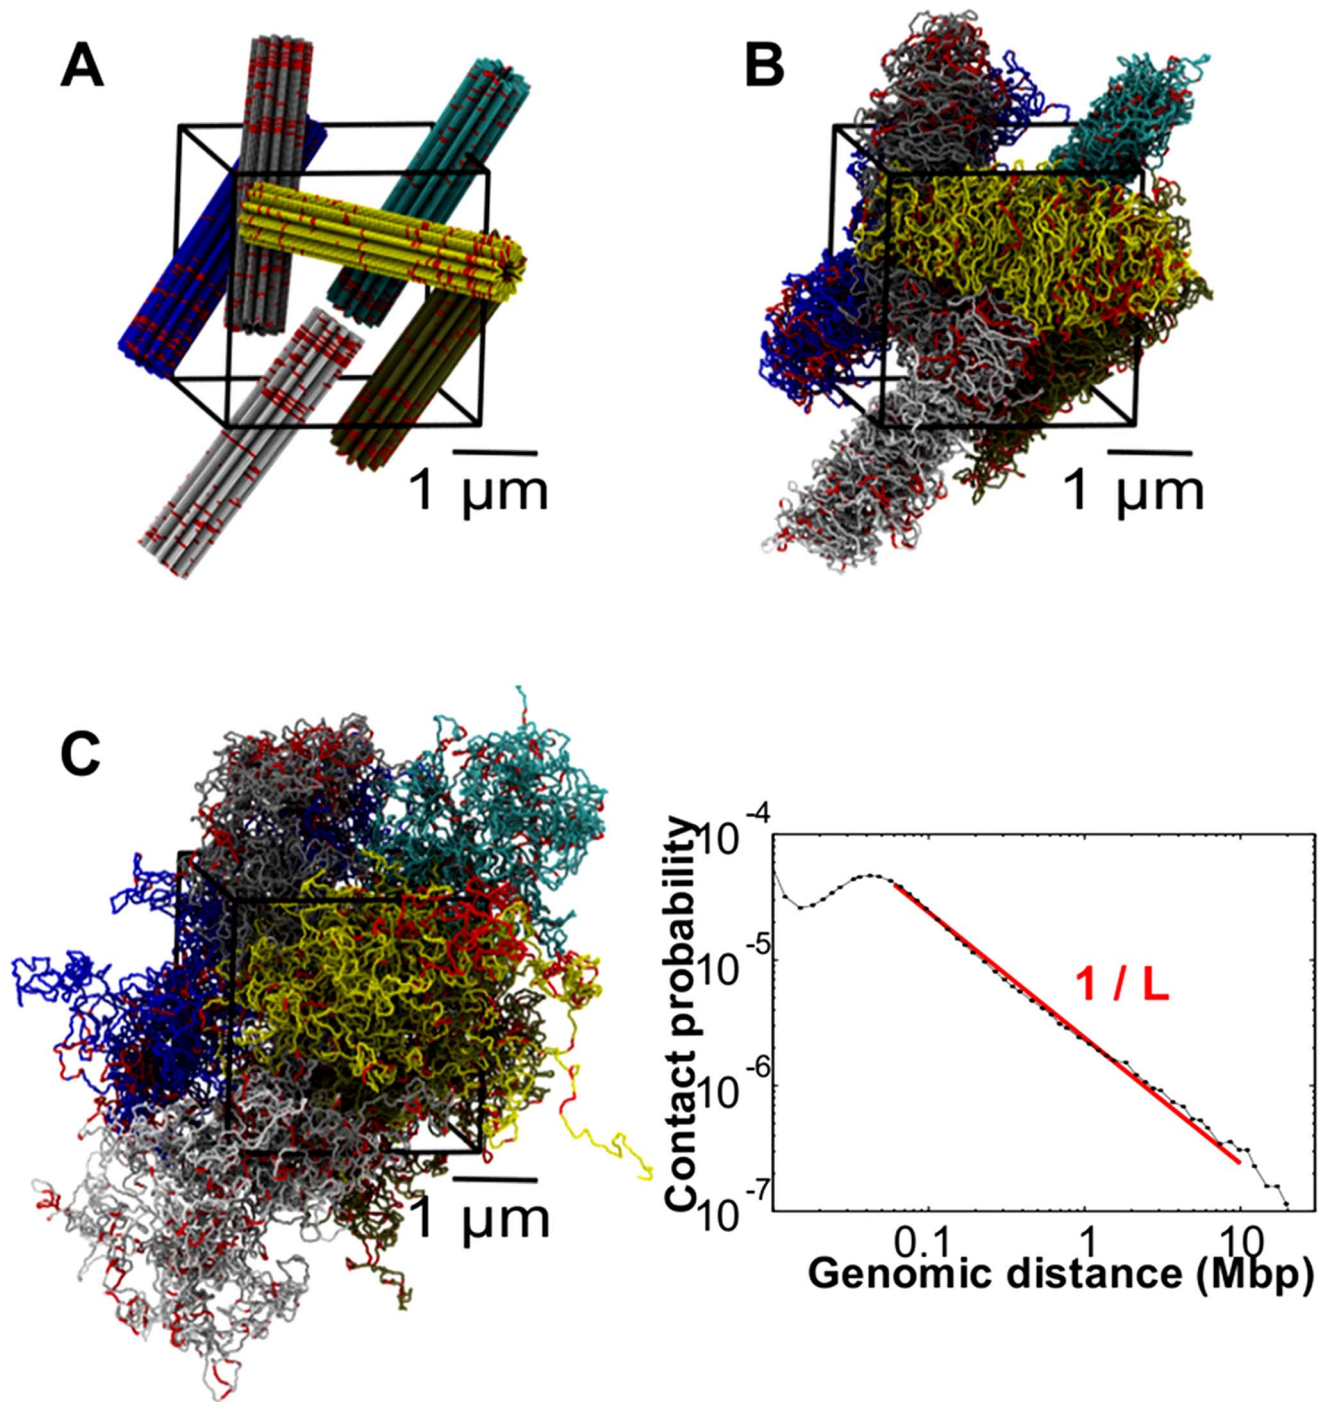 A
B
1 µm
1 µm
C
1 µm
Contact probability
10-4
10-5
10-6
10-7
1 / L
0.1 1 10
Genomic distance (Mbp)